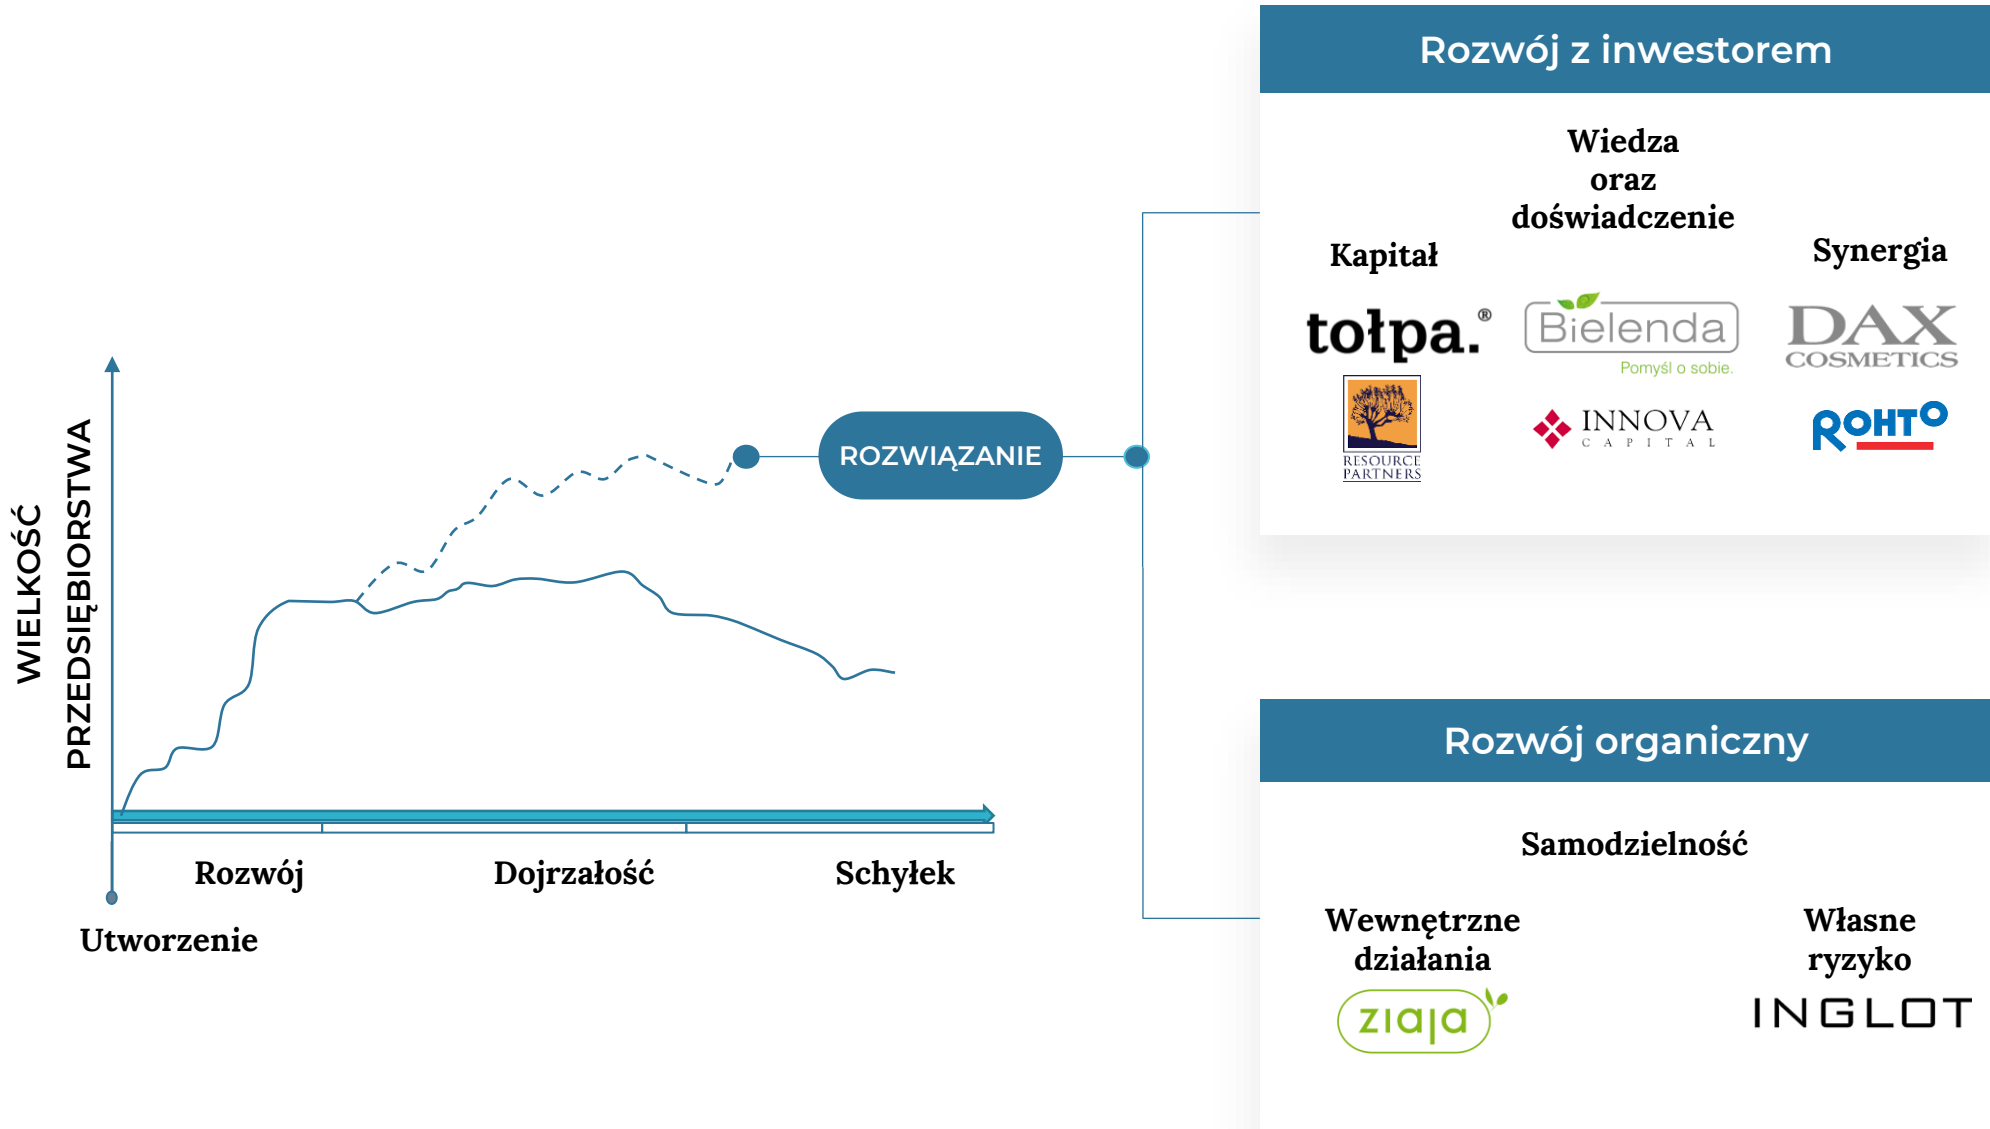 WIELKOŚĆ
PRZEDSIĘBIORSTWA
Rozwój
Dojrzałość
Schyłek
Utworzenie
ROZWIĄZANIE
Rozwój z inwestorem
Wiedza
oraz
doświadczenie
Kapitał
Synergia
tołpa.®
Bielenda
Pomyśl o sobie.
DAX
COSMETICS
RESOURCE
PARTNERS
INNOVA
CAPITAL
ROHTO
Rozwój organiczny
Samodzielność
Wewnętrzne
działania
Własne
ryzyko
ziaja
INGLOT